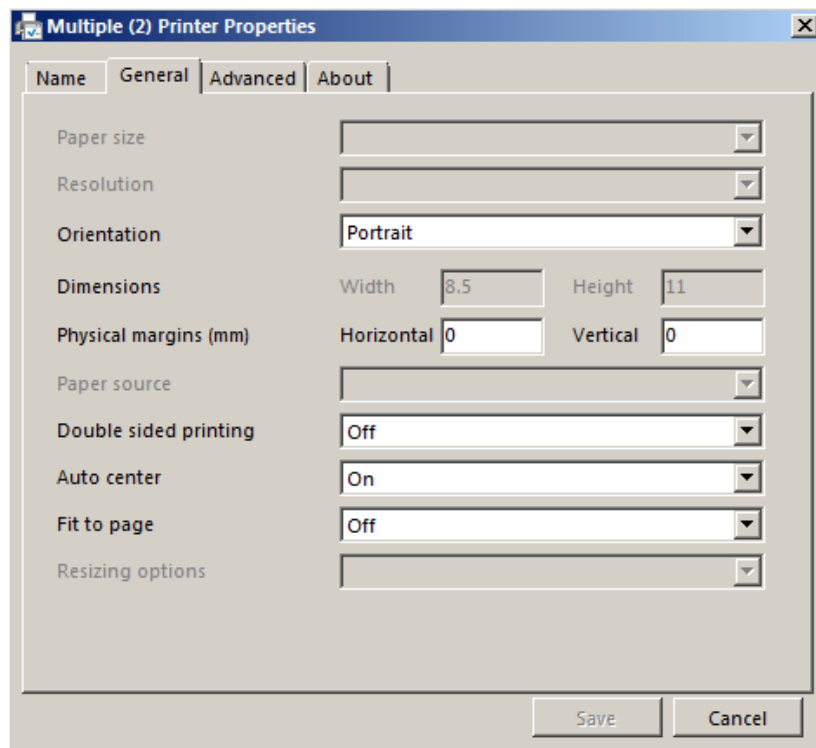 Multiple (2) Printer Properties
Name General Advanced About
Paper size
Resolution
Orientation Portrait
Dimensions Width 8.5 Height 11
Physical margins (mm) Horizontal 0 Vertical 0
Paper source
Double sided printing Off
Auto center On
Fit to page Off
Resizing options
Save Cancel